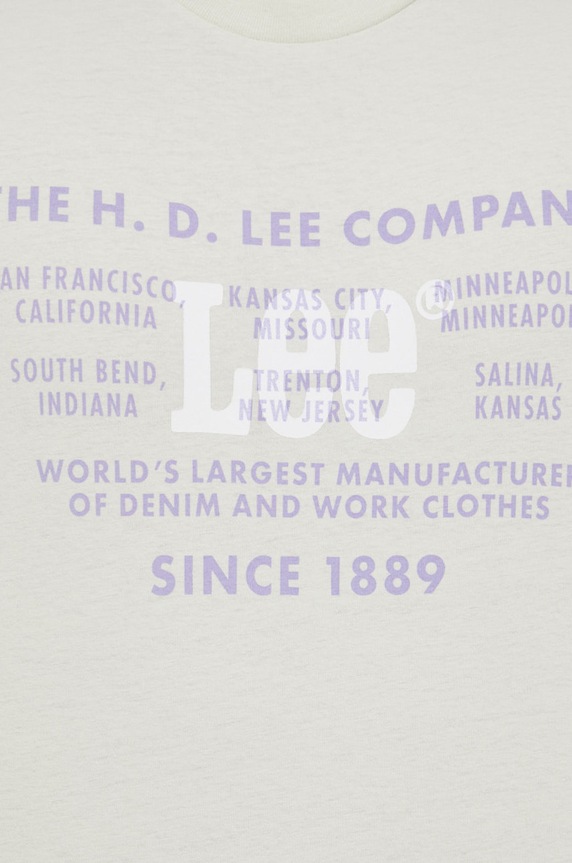 THE H. D. LEE COMPAN
AN FRANCISCO,
CALIFORNIA
KANSAS CITY,
MISSOURI
MINNEAPOL
MINNEAPOL
Lee®
SOUTH BEND,
INDIANA
TRENTON,
NEW JERSEY
SALINA,
KANSAS
WORLD'S LARGEST MANUFACTURER
OF DENIM AND WORK CLOTHES
SINCE 1889